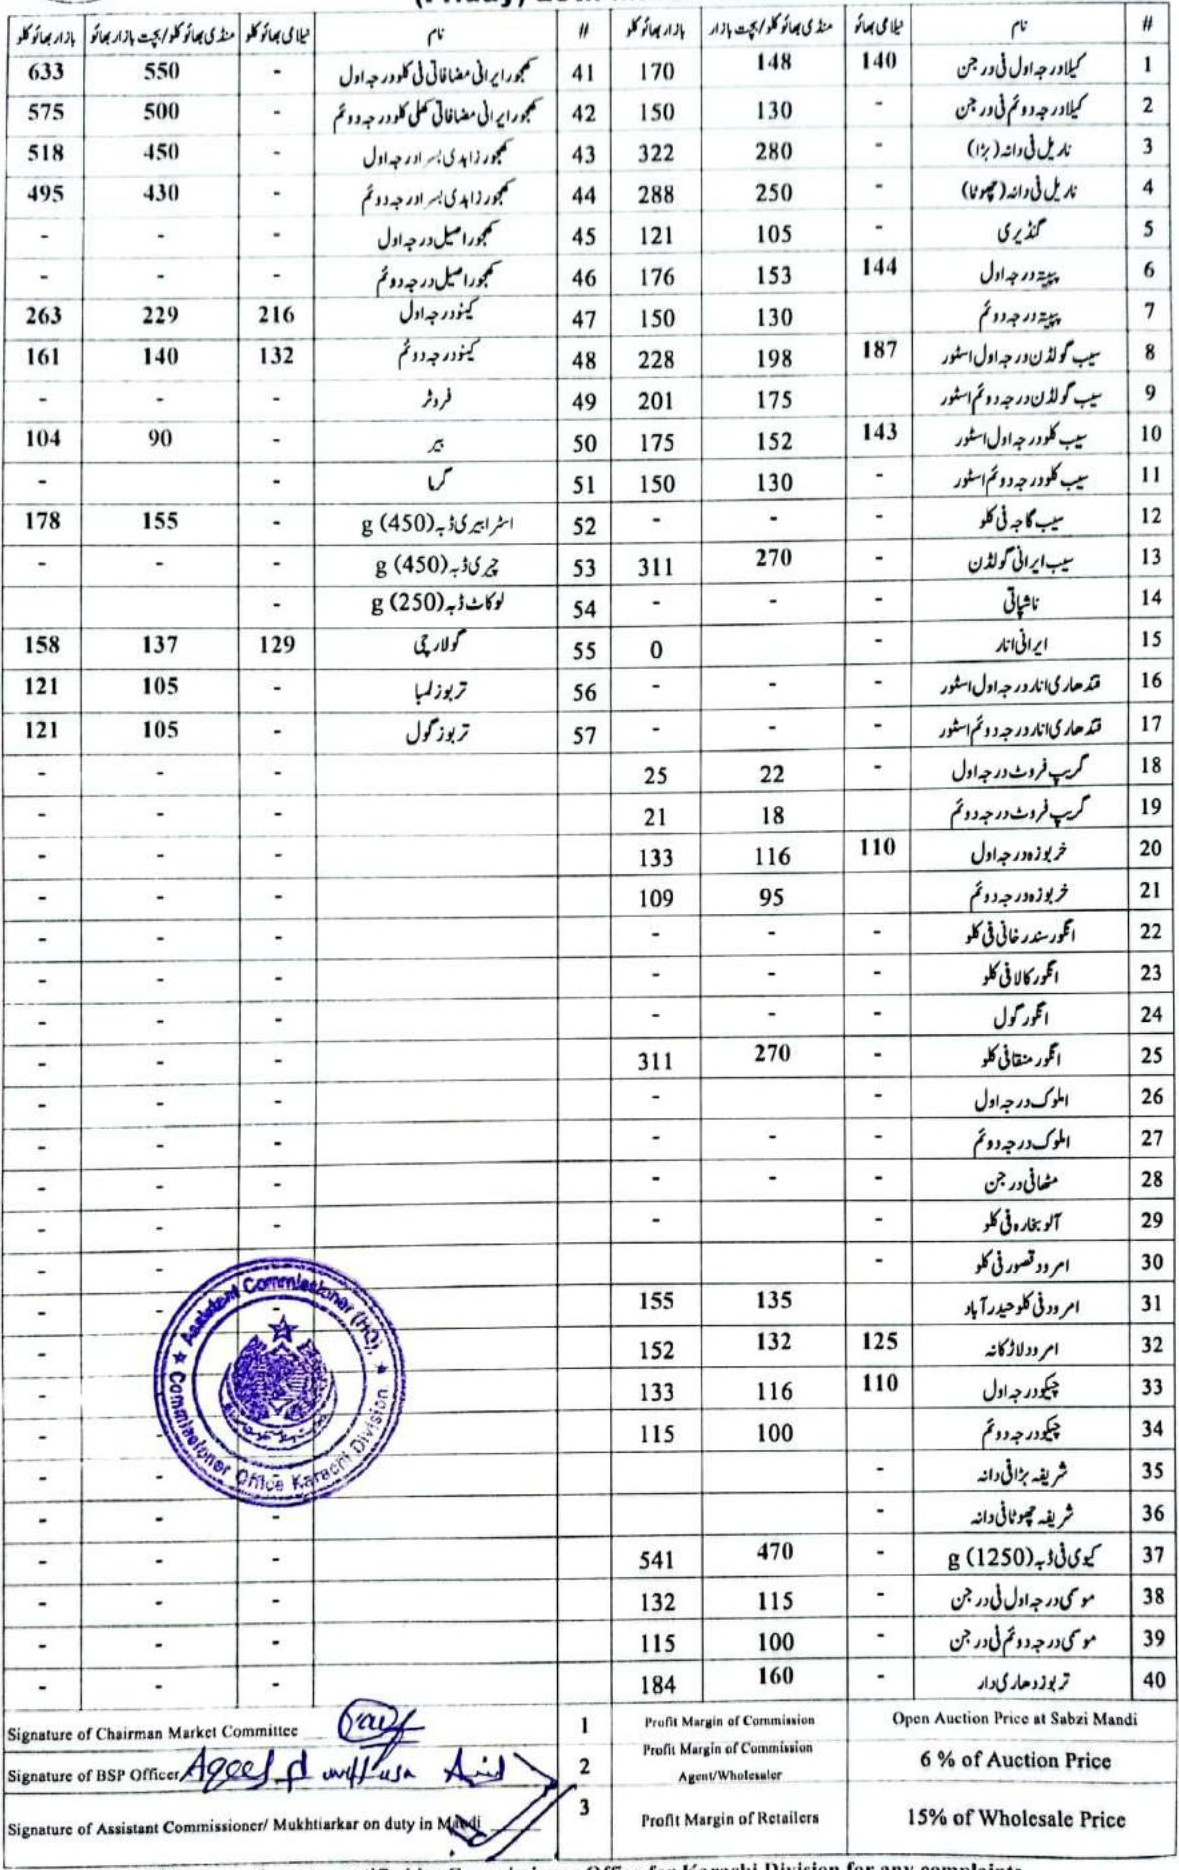 # نام نیلامی بھائو منڈی بھائو کلو/بچت بازار بازار بھائو کلو # نام نیلامی بھائو کلو منڈی بھائو کلو/بچت بازار بھائو بازار بھائو کلو
1 کیلا درجہ اول فی درجن 140 148 170 41 کھجور ایرانی مضافاتی فی کلو درجہ اول - 550 633
2 کیلا درجہ دوئم فی درجن - 130 150 42 کھجور ایرانی مضافاتی کھلی کلو درجہ دوئم - 500 575
3 ناریل فی دانہ (بڑا) - 280 322 43 کھجور زاہدی بسرا درجہ اول - 450 518
4 ناریل فی دانہ (چھوٹا) - 250 288 44 کھجور زاہدی بسرا درجہ دوئم - 430 495
5 گنڈیری - 105 121 45 کھجور اصیل درجہ اول - - -
6 پپیتہ درجہ اول 144 153 176 46 کھجور اصیل درجہ دوئم - - -
7 پپیتہ درجہ دوئم 130 150 47 کینو درجہ اول 216 229 263
8 سیب گولڈن درجہ اول اسٹور 187 198 228 48 کینو درجہ دوئم 132 140 161
9 سیب گولڈن درجہ دوئم اسٹور 175 201 49 فروٹر - - -
10 سیب کلو درجہ اول اسٹور 143 152 175 50 بیر - 90 104
11 سیب کلو درجہ دوئم اسٹور - 130 150 51 گرما - -
12 سیب گاجہ فی کلو - - - 52 اسٹرابیری ڈبہ (450) g - 155 178
13 سیب ایرانی گولڈن - 270 311 53 چیری ڈبہ (450) g - - -
14 ناشپاتی - - - 54 لوکاٹ ڈبہ (250) g -
15 ایرانی انار - 0 55 گولارچی 129 137 158
16 قندھاری انار درجہ اول اسٹور - - - 56 تربوز لمبا - 105 121
17 قندھاری انار درجہ دوئم اسٹور - - - 57 تربوز گول - 105 121
18 گریپ فروٹ درجہ اول - 22 25 - - -
19 گریپ فروٹ درجہ دوئم 18 21 - - -
20 خربوزہ درجہ اول 110 116 133 - - -
21 خربوزہ درجہ دوئم 95 109 - - -
22 انگور سندرخانی فی کلو - - - - - -
23 انگور کالا فی کلو - - - - - -
24 انگور گول - - - - - -
25 انگور منقا فی کلو - 270 311 - - -
26 املوک درجہ اول - - - - -
27 املوک درجہ دوئم - - - - - -
28 مٹھا فی درجن - - - - - -
29 آلو بخارہ فی کلو - - - - -
30 امرود قصور فی کلو - - -
31 امرود فی کلو حیدرآباد 135 155 - -
32 امرود لاڑکانہ 125 132 152 -
33 چیکو درجہ اول 110 116 133 -
34 چیکو درجہ دوئم 100 115 -
35 شریفہ بڑا فی دانہ - -
36 شریفہ چھوٹا فی دانہ - - - -
37 کیوی فی ڈبہ (1250) g - 470 541 - - -
38 موسمی درجہ اول فی درجن - 115 132 - - -
39 موسمی درجہ دوئم فی درجن - 100 115 - - -
40 تربوز دھاری دار - 160 184 - - -
Assistant Commissioner (HQ),
Commissioner Office Karachi Division
Signature of Chairman Market Committee 1 Profit Margin of Commission Open Auction Price at Sabzi Mandi
Signature of BSP Officer 2 Profit Margin of Commission Agent/Wholesaler 6 % of Auction Price
Signature of Assistant Commissioner/ Mukhtiarkar on duty in Mandi 3 Profit Margin of Retailers 15% of Wholesale Price